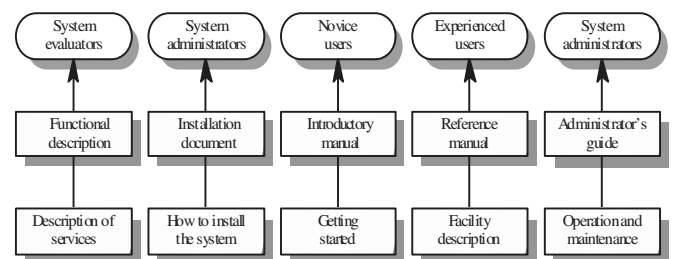 System
evaluators
System
administrators
Novice
users
Experienced
users
System
administrators
Functional
description
Installation
document
Introductory
manual
Reference
manual
Administrator's
guide
Description of
services
How to install
the system
Getting
started
Facility
description
Operation and
maintenance